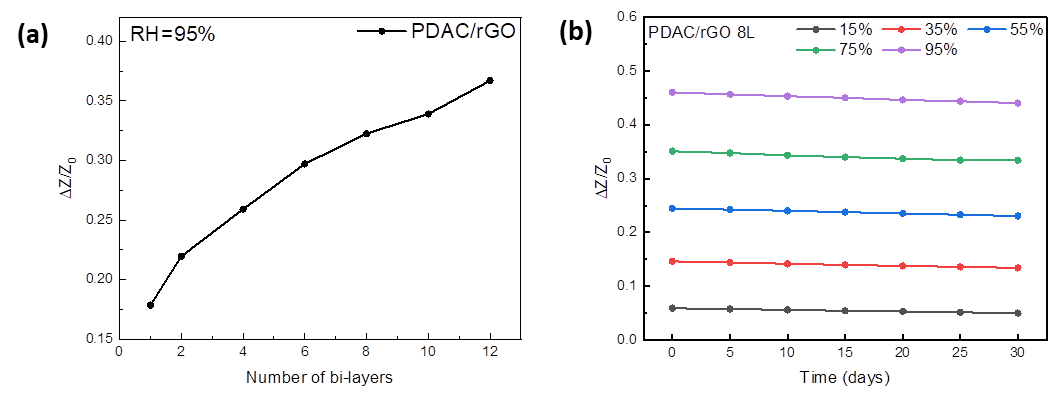 (a)
RH=95%
PDAC/rGO
0.40
0.35
0.30
0.25
0.20
0.15
ΔZ/Z0
0 2 4 6 8 10 12
Number of bi-layers
(b)
PDAC/rGO 8L
15% 35% 55%
75% 95%
0.6
0.5
0.4
0.3
0.2
0.1
0.0
ΔZ/Z0
0 5 10 15 20 25 30
Time (days)